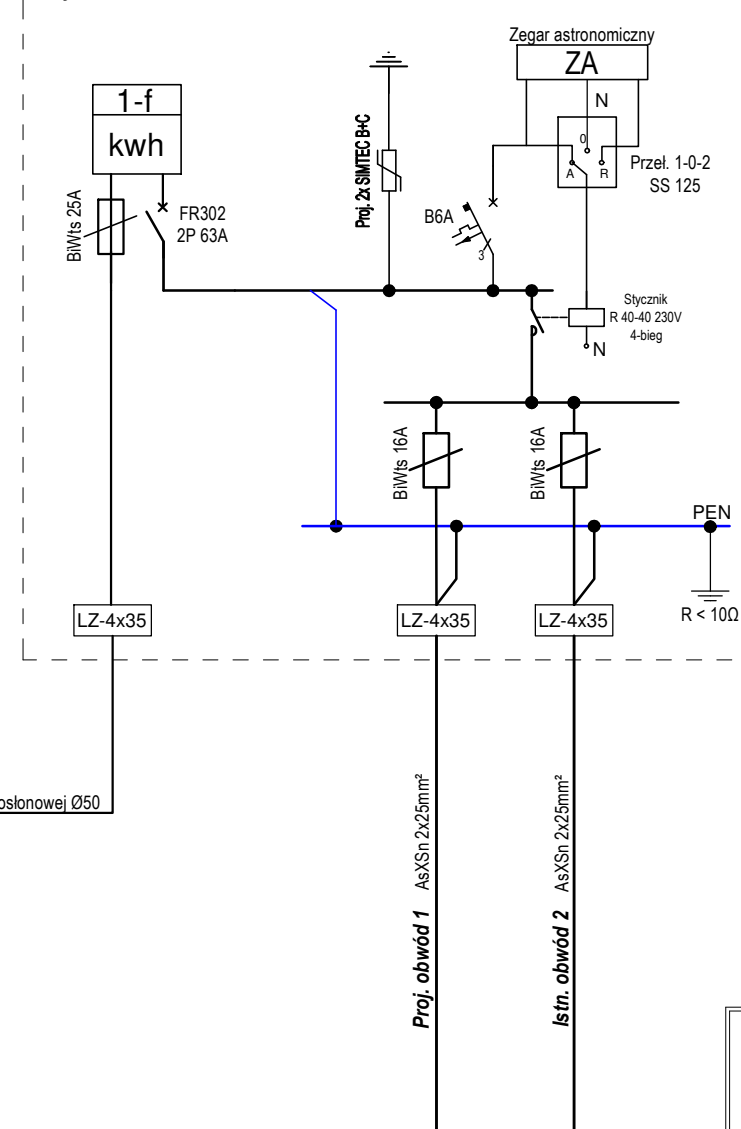 Zegar astronomiczny
ZA
N
0
A
R
Przeł. 1-0-2
SS 125
1-f
kwh
BiWts 25A
FR302
2P 63A
Proj. 2x SIMTEC B+C
B6A
3
Stycznik
R 40-40 230V
4-bieg
N
BiWts 16A
BiWts 16A
PEN
R < 10Ω
LZ-4x35
LZ-4x35
LZ-4x35
osłonowej Ø50
Proj. obwód 1 AsXSn 2x25mm²
Istn. obwód 2 AsXSn 2x25mm²